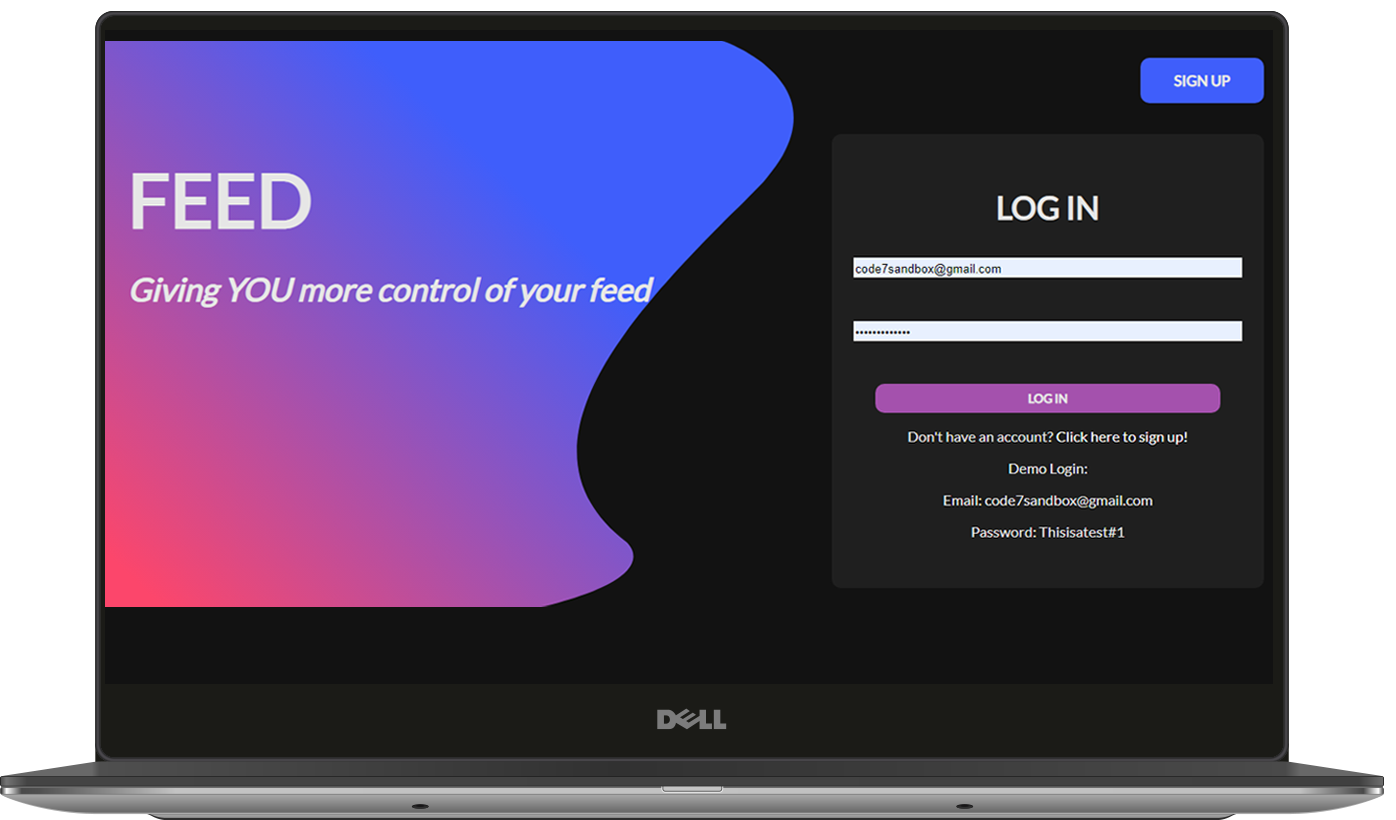 SIGN UP
FEED
Giving YOU more control of your feed
LOG IN
code7sandbox@gmail.com
•••••••••••••
LOG IN
Don't have an account? Click here to sign up!
Demo Login:
Email: code7sandbox@gmail.com
Password: Thisisatest#1
DELL